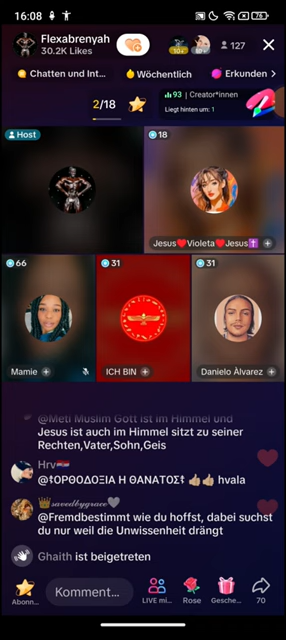 16:08
76
Flexabrenyah
30.2K Likes
10+
127
Chatten und Int...
Wöchentlich
Erkunden
2/18
93 | Creator*innen
Liegt hinten um: 1
Host
18
Jesus❤️Violeta❤️Jesus✝️
66
31
31
Mamie
ICH BIN
Danielo Àlvarez
@Meti Muslim Gott ist im Himmel und
Jesus ist auch im Himmel sitzt zu seiner
Rechten,Vater,Sohn,Geis
Hrv🇭🇷
@☦ΟΡΘΟΔΟΞΙΑ Η ΘΑΝΑΤΟΣ☦ 👍🏼👍🏼 hvala
👑𝓼𝓪𝓿𝓮𝓭𝓫𝔂𝓰𝓻𝓪𝓬𝓮🩶
@Fremdbestimmt wie du hoffst, dabei suchst
du nur weil die Unwissenheit drängt
Ghaith ist beigetreten
Abonn...
Komment...
LIVE mi...
Rose
Gesche...
70